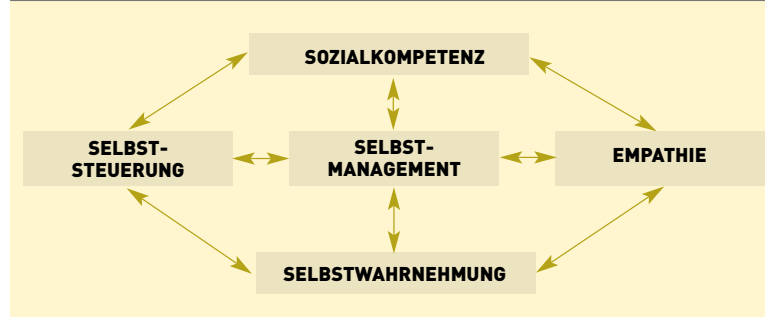 SOZIALKOMPETENZ
SELBST-
STEUERUNG
SELBST-
MANAGEMENT
EMPATHIE
SELBSTWAHRNEHMUNG